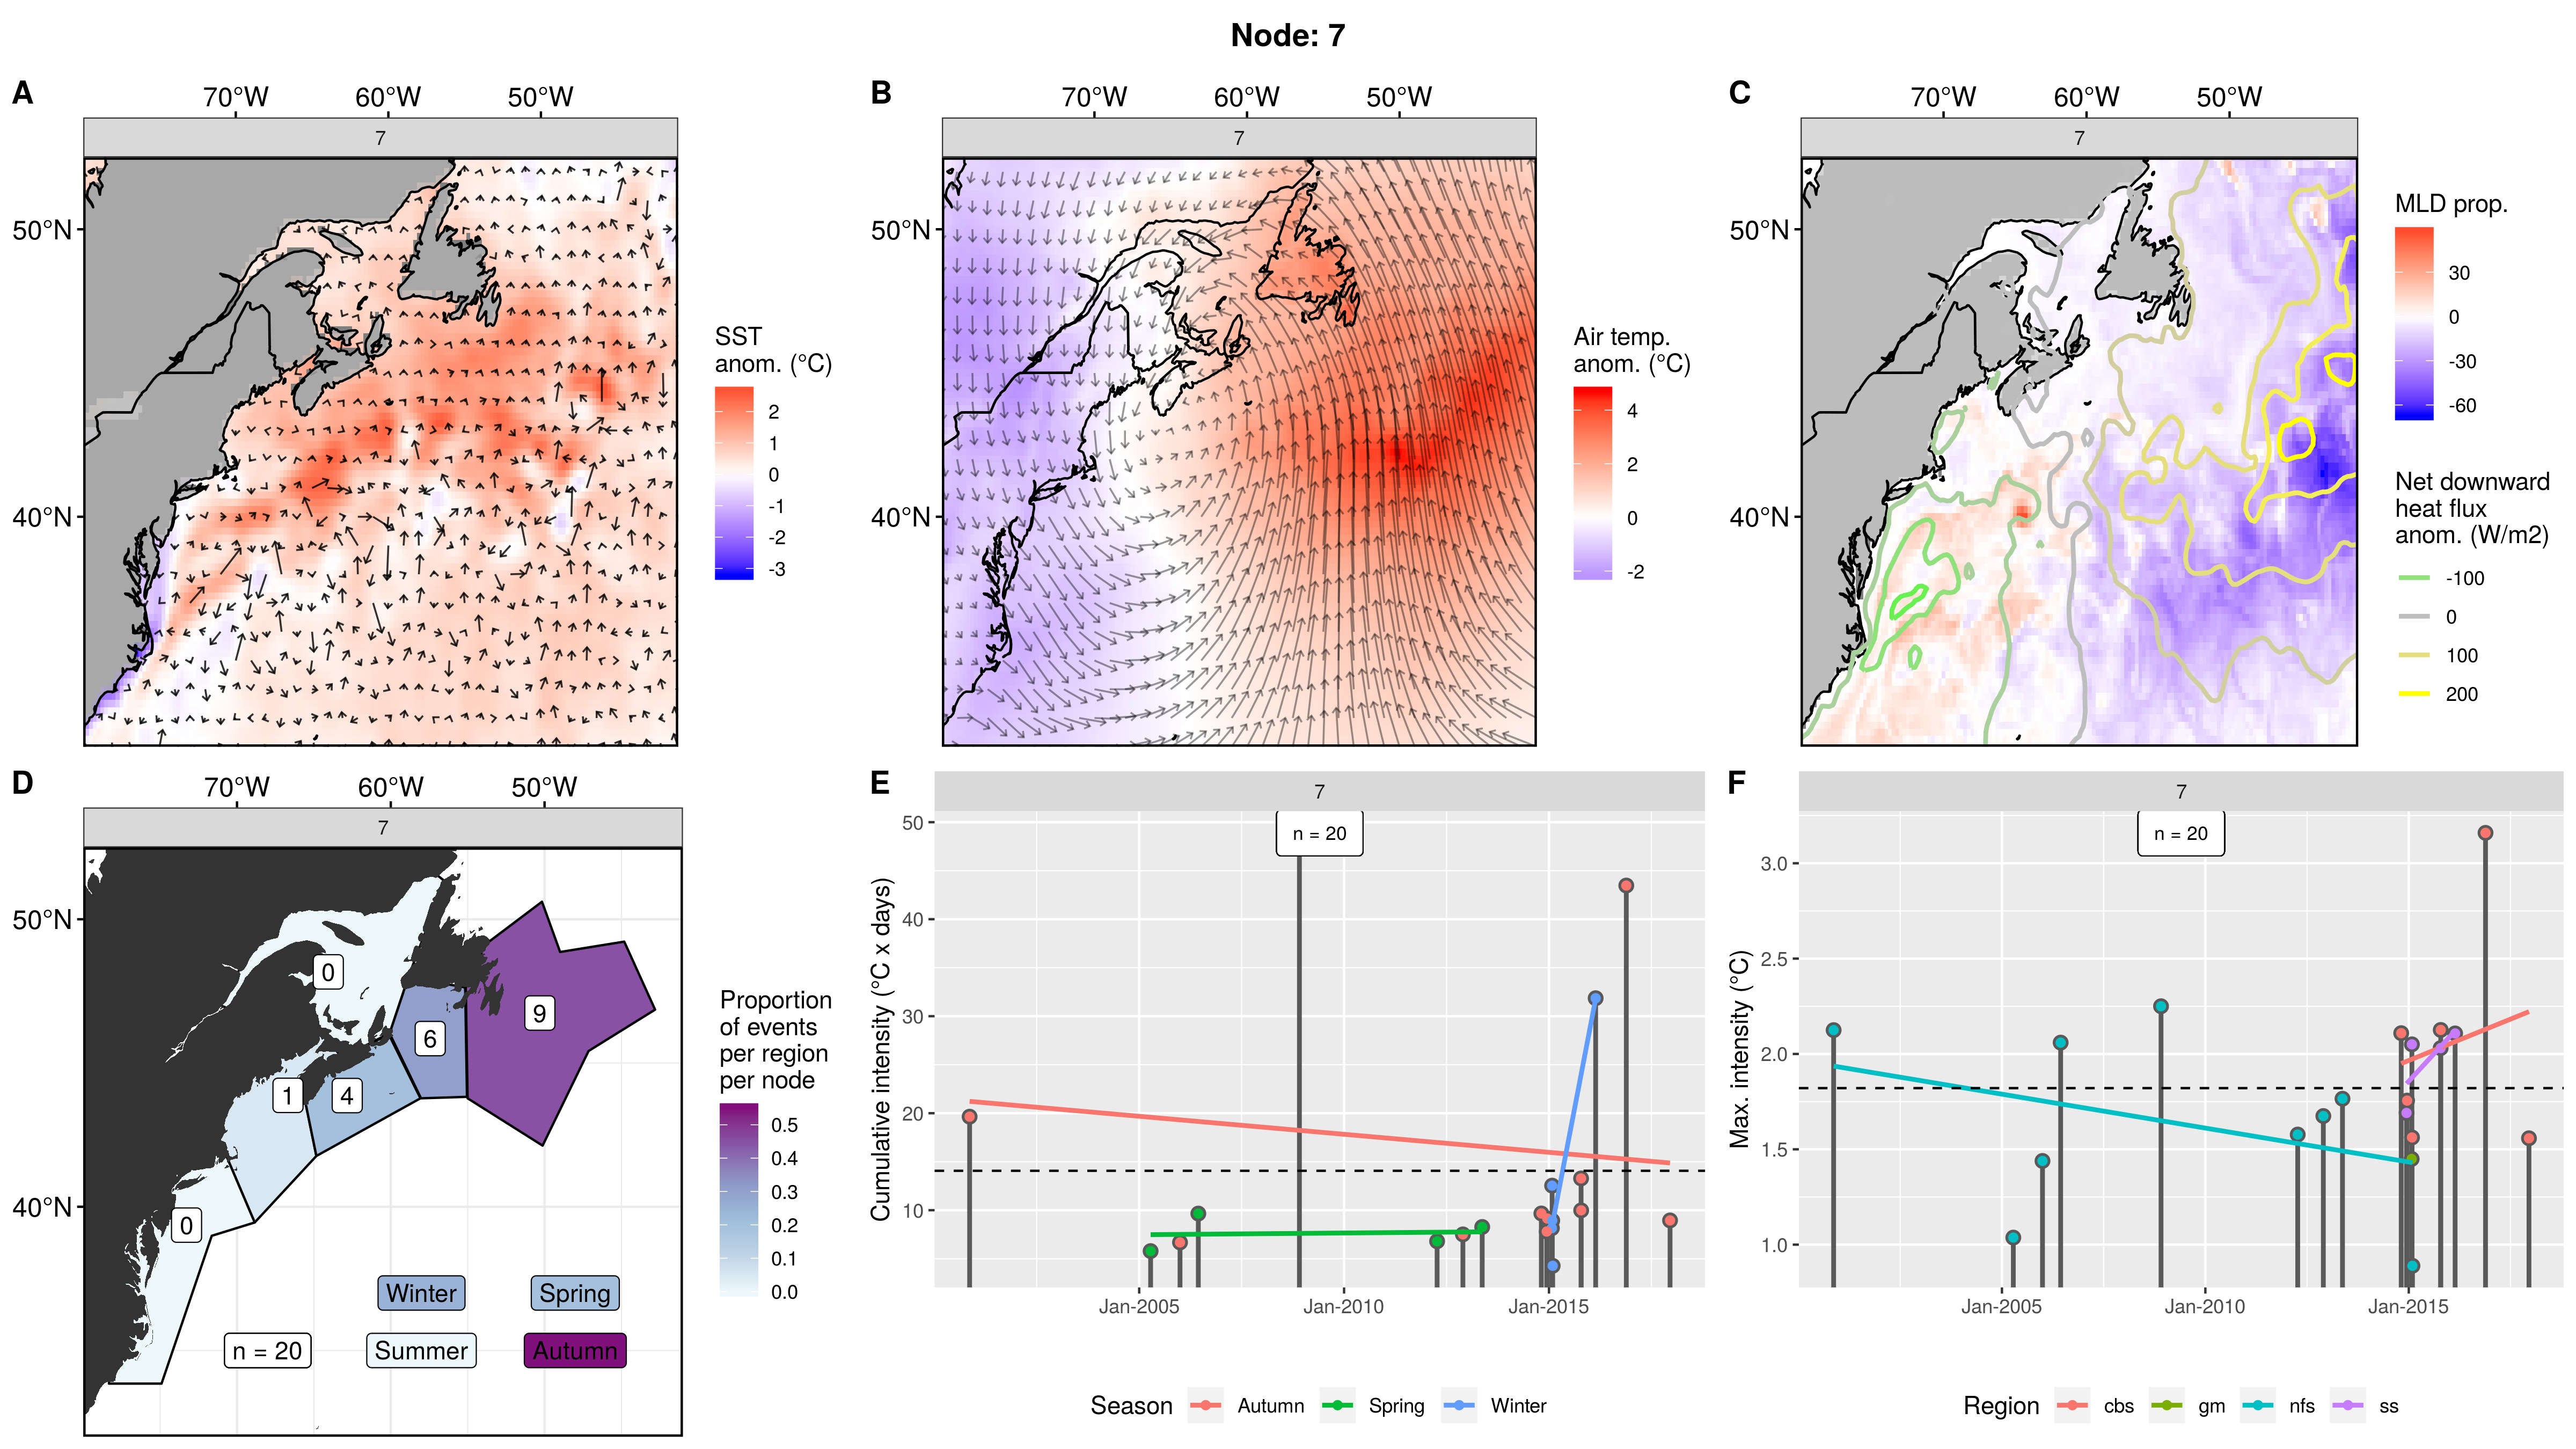 Node: 7
A
70°W 60°W 50°W
7
50°N
40°N
SST
anom. (°C)
2
1
0
-1
-2
-3
B
70°W 60°W 50°W
7
50°N
40°N
Air temp.
anom. (°C)
4
2
0
-2
C
70°W 60°W 50°W
7
50°N
40°N
MLD prop.
30
0
-30
-60
Net downward
heat flux
anom. (W/m2)
-100
0
100
200
D
70°W 60°W 50°W
7
50°N
40°N
0
9
6
1
4
0
Winter Spring
n = 20 Summer Autumn
Proportion
of events
per region
per node
0.5
0.4
0.3
0.2
0.1
0.0
E
7
n = 20
Cumulative intensity (°C x days)
50
40
30
20
10
Jan-2005 Jan-2010 Jan-2015
Season Autumn Spring Winter
F
7
n = 20
Max. intensity (°C)
3.0
2.5
2.0
1.5
1.0
Jan-2005 Jan-2010 Jan-2015
Region cbs gm nfs ss